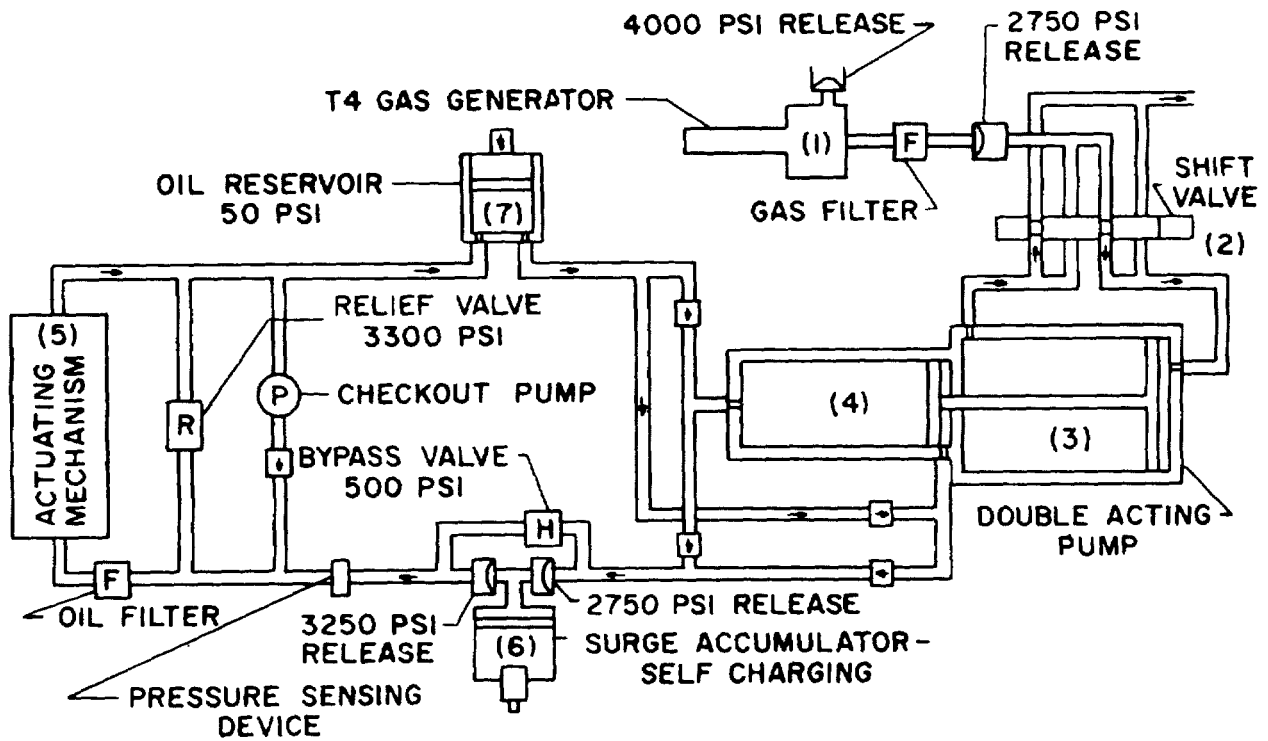 4000 PSI RELEASE
2750 PSI
RELEASE
T4 GAS GENERATOR
(1)
F
GAS FILTER
SHIFT
VALVE
(2)
OIL RESERVOIR
50 PSI
(7)
RELIEF VALVE
3300 PSI
(5)
ACTUATING
MECHANISM
R
P
CHECKOUT PUMP
BYPASS VALVE
500 PSI
H
(4)
(3)
DOUBLE ACTING
PUMP
F
OIL FILTER
3250 PSI
RELEASE
2750 PSI RELEASE
(6)
SURGE ACCUMULATOR-
SELF CHARGING
PRESSURE SENSING
DEVICE